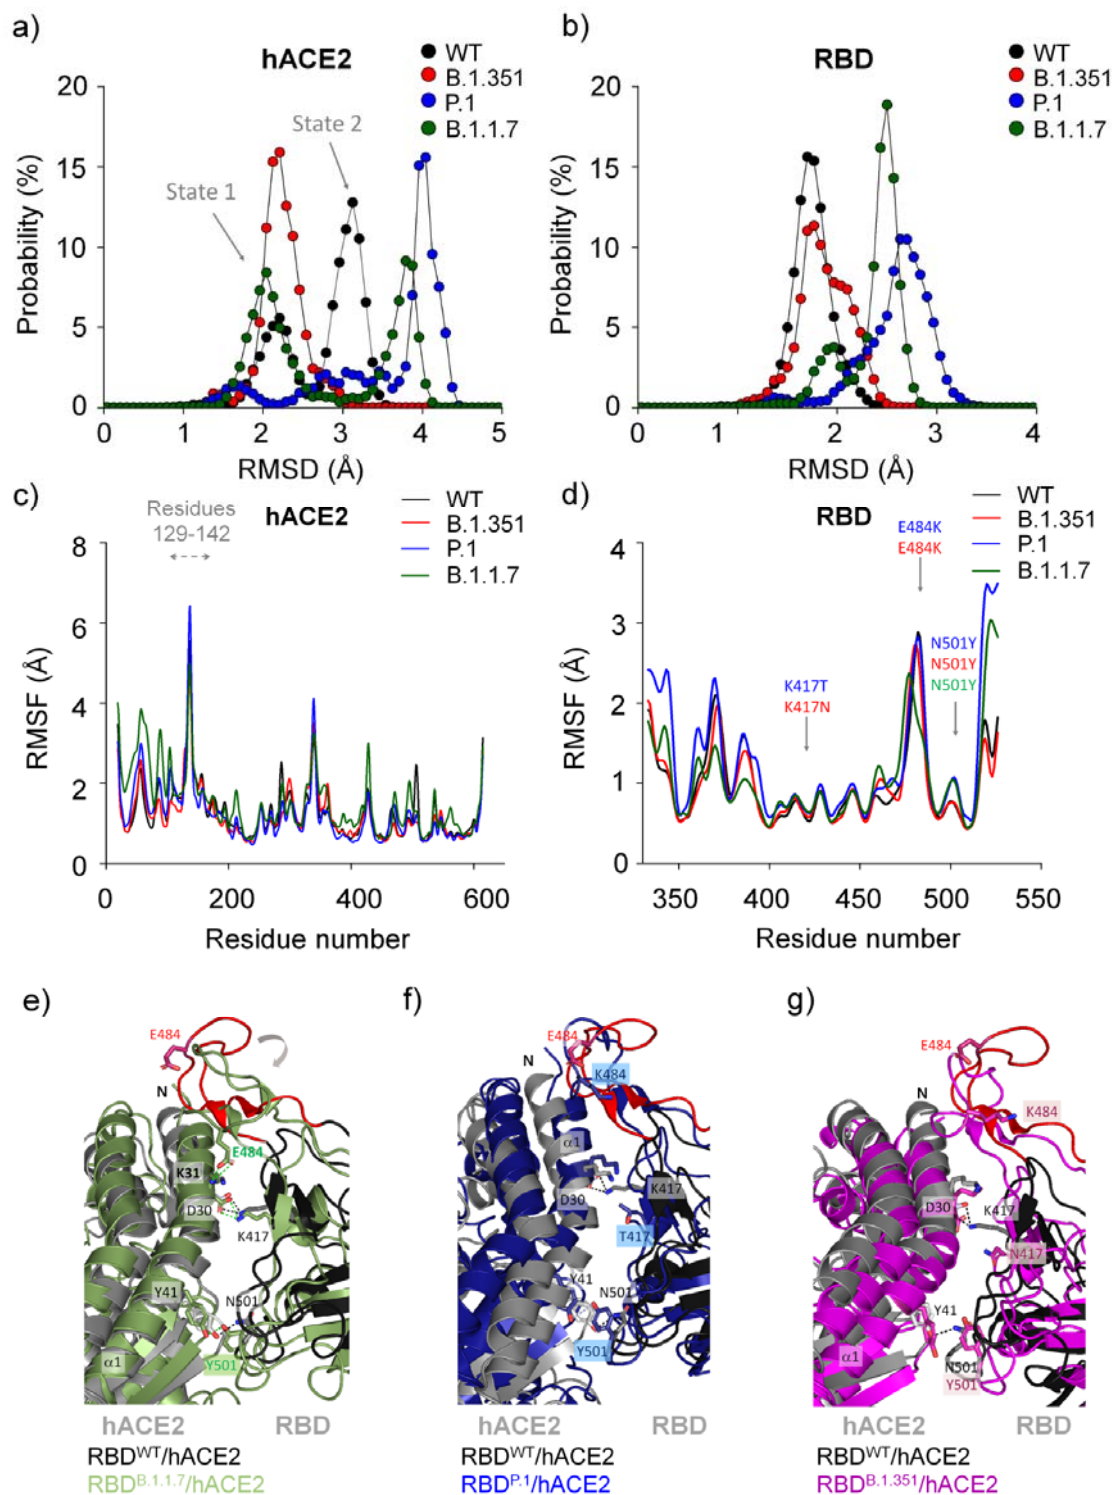 a)
hACE2
WT
B.1.351
P.1
B.1.1.7
State 1
State 2
Probability (%)
20
15
10
5
0
0 1 2 3 4 5
RMSD (Å)
b)
RBD
WT
B.1.351
P.1
B.1.1.7
Probability (%)
20
15
10
5
0
0 1 2 3 4
RMSD (Å)
c)
Residues
129-142
hACE2
WT
B.1.351
P.1
B.1.1.7
RMSF (Å)
8
6
4
2
0
0 200 400 600
Residue number
d)
RBD
WT
B.1.351
P.1
B.1.1.7
E484K
E484K
K417T
K417N
N501Y
N501Y
N501Y
RMSF (Å)
4
3
2
1
0
350 400 450 500 550
Residue number
e)
E484
N
E484
K31
D30
K417
Y41
N501
Y501
α1
hACE2 RBD
RBDWT/hACE2
RBDB.1.1.7/hACE2
f)
E484
N
K484
α1
D30
K417
T417
Y41
N501
Y501
hACE2 RBD
RBDWT/hACE2
RBDP.1/hACE2
g)
E484
N
K484
D30
K417
N417
Y41
α1
N501
Y501
hACE2 RBD
RBDWT/hACE2
RBDB.1.351/hACE2